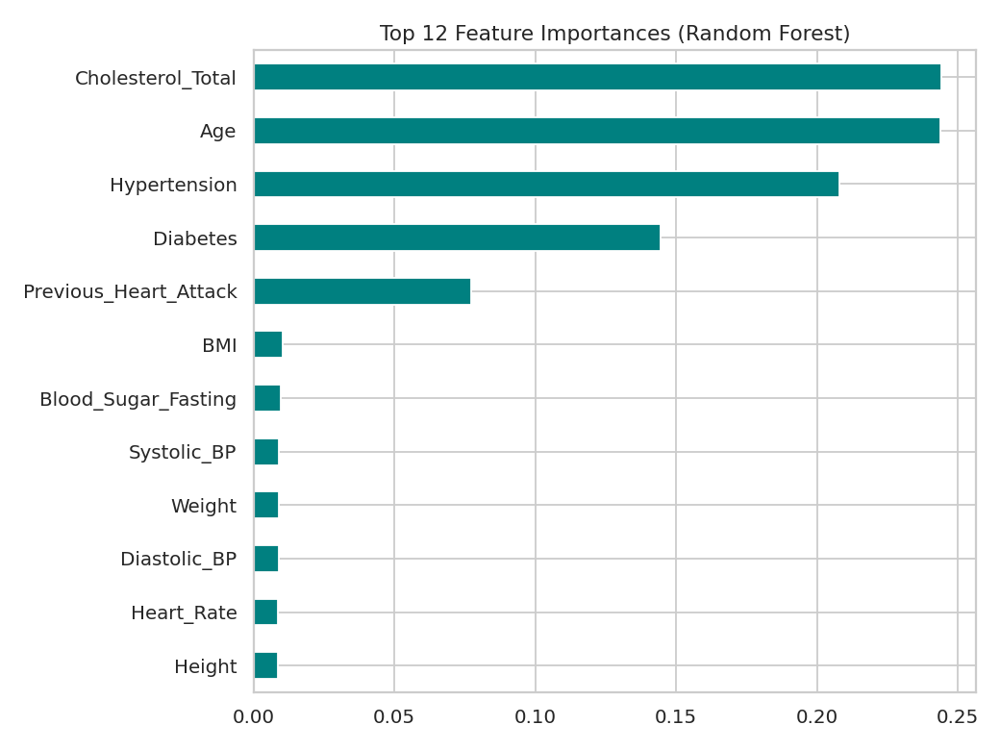 Top 12 Feature Importances (Random Forest)
Cholesterol_Total
Age
Hypertension
Diabetes
Previous_Heart_Attack
BMI
Blood_Sugar_Fasting
Systolic_BP
Weight
Diastolic_BP
Heart_Rate
Height
0.00 0.05 0.10 0.15 0.20 0.25